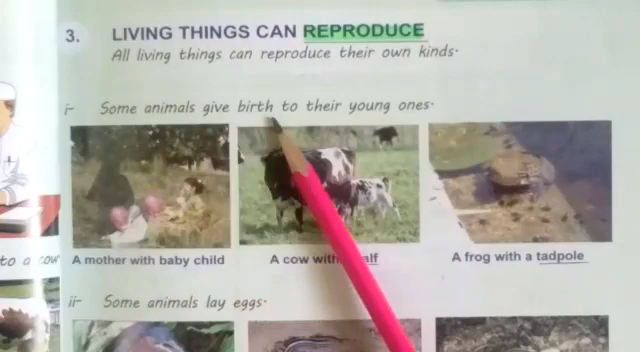 3. LIVING THINGS CAN REPRODUCE
All living things can reproduce their own kinds.
i- Some animals give birth to their young ones.
to a cow
A mother with baby child
A cow with alf
A frog with a tadpole
ii- Some animals lay eggs.